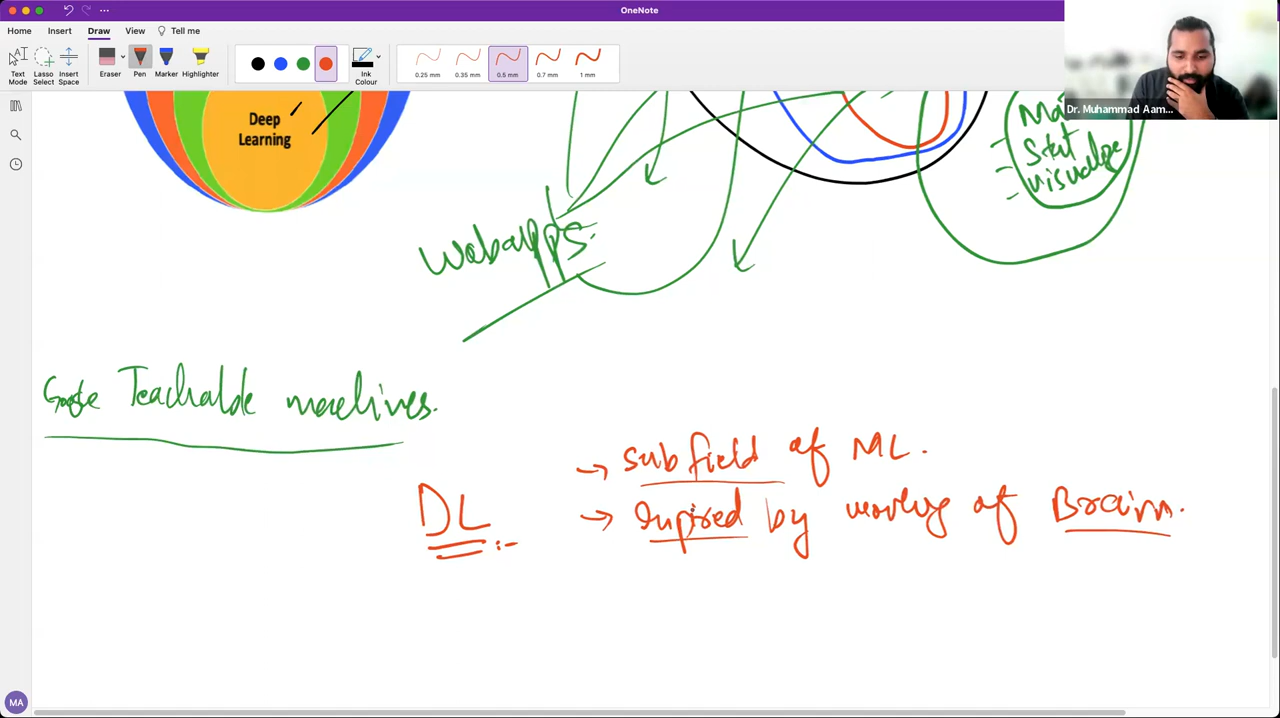 OneNote
Home Insert Draw View Tell me
Text Mode Lasso Select Insert Space Eraser Pen Marker Highlighter Ink Colour 0.25 mm 0.35 mm 0.5 mm 0.7 mm 1 mm
Dr. Muhammad Aam...
Deep
Learning
Stat
visualize
Webapps.
Google Teachable machines.
→ subfield of ML.
DL :-
→ inspired by working of Brain.
MA